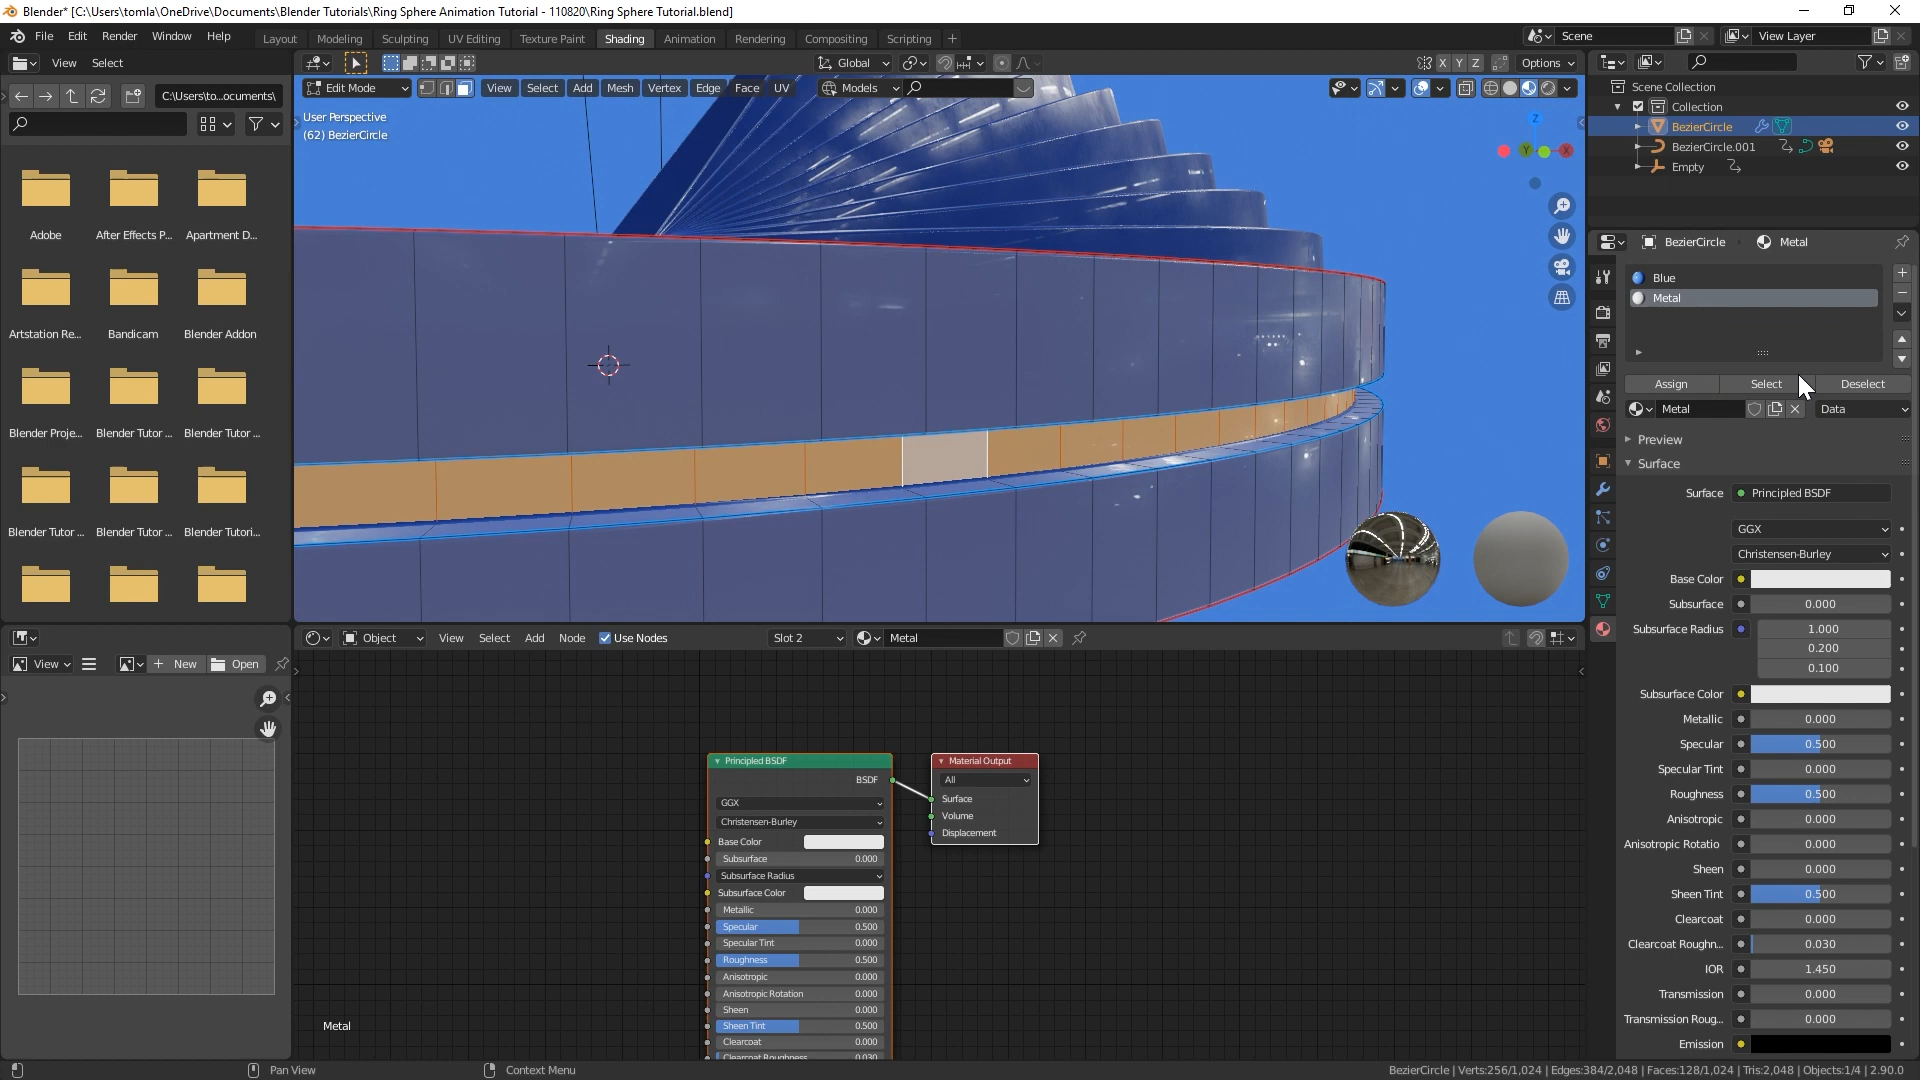 Blender* [C:\Users\tomla\OneDrive\Documents\Blender Tutorials\Ring Sphere Animation Tutorial - 110820\Ring Sphere Tutorial.blend]
File Edit Render Window Help Layout Modeling Sculpting UV Editing Texture Paint Shading Animation Rendering Compositing Scripting Scene View Layer
View Select Global X Y Z Options
C:\Users\to...ocuments\ Edit Mode View Select Add Mesh Vertex Edge Face UV Models
User Perspective
(62) BezierCircle
Z
Y
X
Adobe After Effects P... Apartment D...
Artstation Re... Bandicam Blender Addon
Blender Proje... Blender Tutor ... Blender Tutor ...
Blender Tutor ... Blender Tutor ... Blender Tutori...
Scene Collection
Collection
BezierCircle
BezierCircle.001
Empty
BezierCircle Metal
Blue
Metal
Assign Select Deselect
Metal Data
Preview
Surface
Surface Principled BSDF
GGX
Christensen-Burley
Base Color
Subsurface 0.000
Subsurface Radius 1.000
0.200
0.100
Subsurface Color
Metallic 0.000
Specular 0.500
Specular Tint 0.000
Roughness 0.500
Anisotropic 0.000
Anisotropic Rotatio 0.000
Sheen 0.000
Sheen Tint 0.500
Clearcoat 0.000
Clearcoat Roughn... 0.030
IOR 1.450
Transmission 0.000
Transmission Roug... 0.000
Emission
View New Open
Object View Select Add Node Use Nodes Slot 2 Metal
Principled BSDF
BSDF
GGX
Christensen-Burley
Base Color
Subsurface 0.000
Subsurface Radius
Subsurface Color
Metallic 0.000
Specular 0.500
Specular Tint 0.000
Roughness 0.500
Anisotropic 0.000
Anisotropic Rotation 0.000
Sheen 0.000
Sheen Tint 0.500
Clearcoat 0.000
Clearcoat Roughness 0.030
Material Output
All
Surface
Volume
Displacement
Metal
Pan View Context Menu BezierCircle | Verts:256/1,024 | Edges:384/2,048 | Faces:128/1,024 | Tris:2,048 | Objects:1/4 | 2.90.0